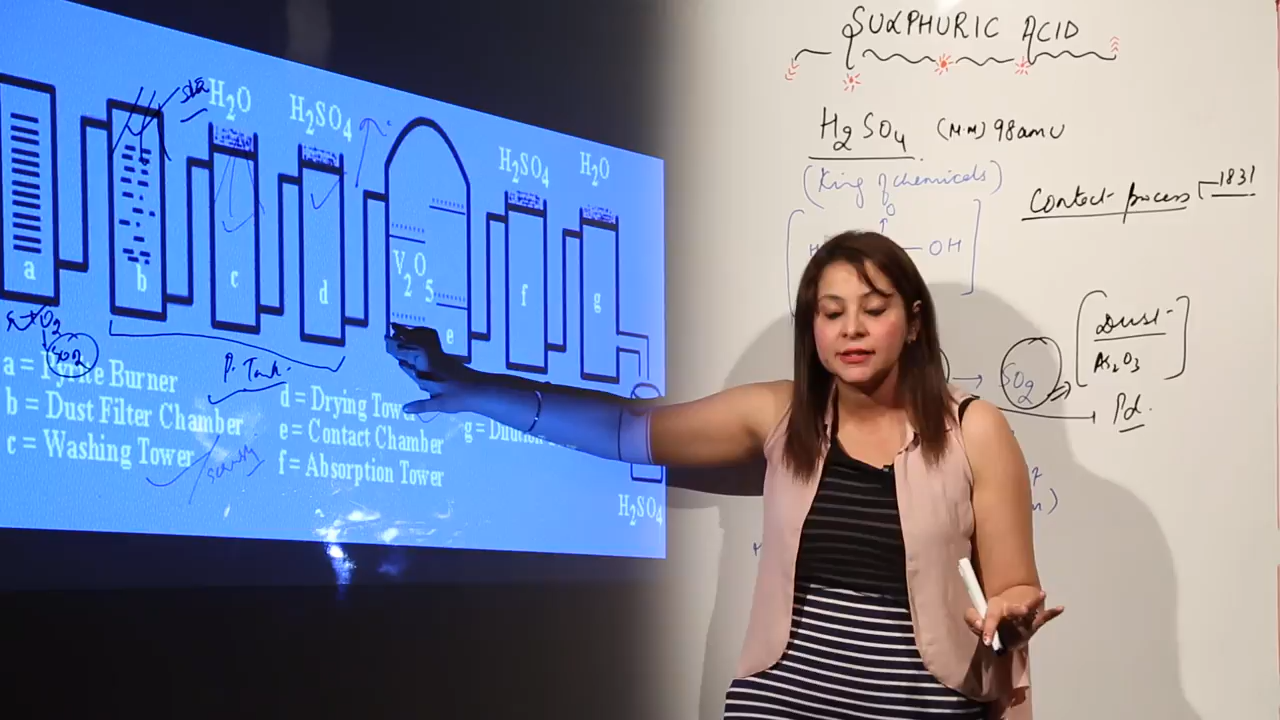 H₂O
H₂SO₄
H₂SO₄
H₂O
V₂O₅
a
b
c
d
e
f
g
SO₂
P. Tank.
a = Pyrite Burner
b = Dust Filter Chamber
c = Washing Tower
d = Drying Tower
e = Contact Chamber
f = Absorption Tower
g = Dilution
H₂SO₄
SULPHURIC ACID
H₂SO₄ (M.M) 98amu
(King of chemicals)
O
H
OH
Contact process
1831
SO₂
Dust
As₂O₃
Pd.